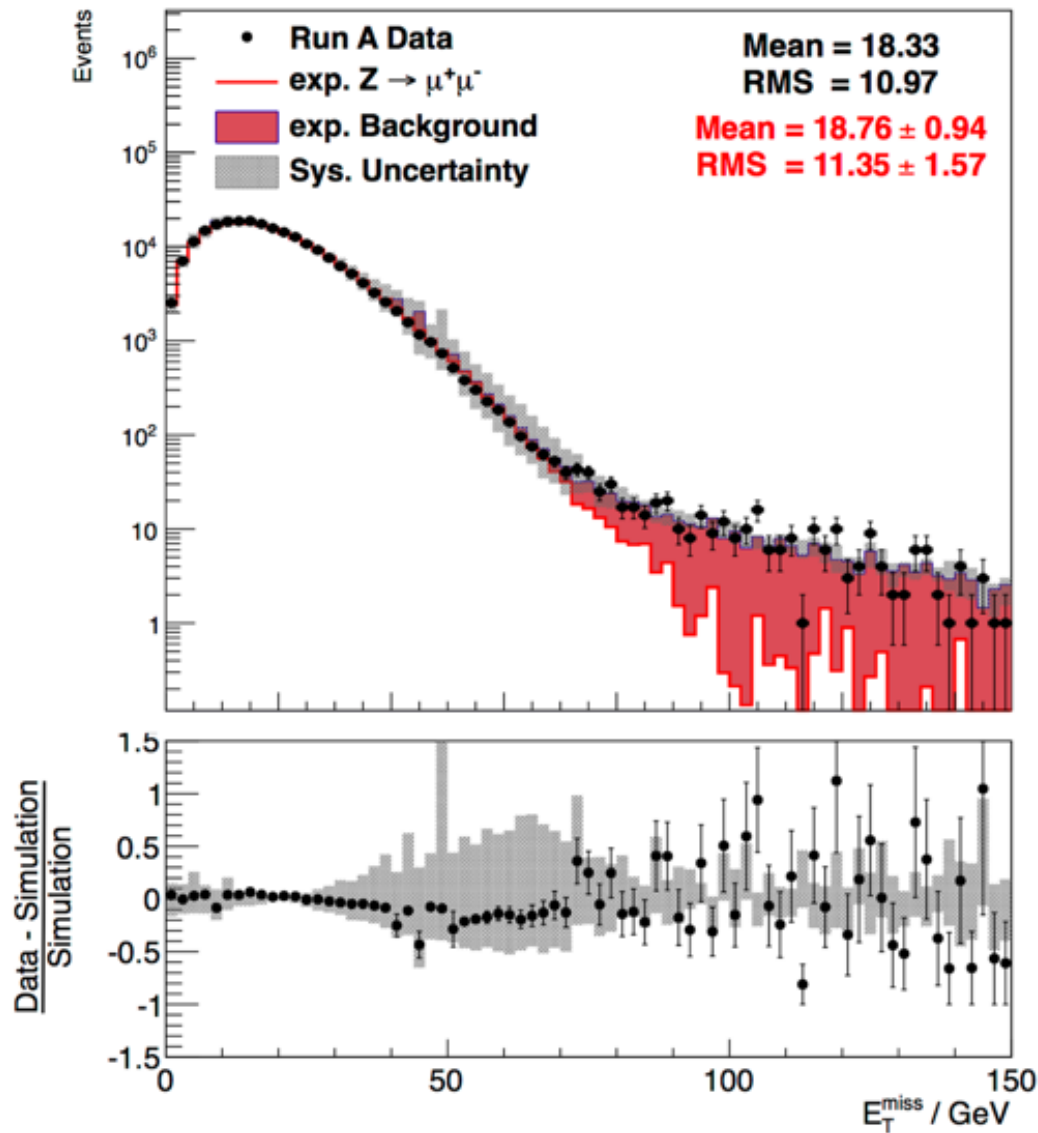 Events
10⁶
10⁵
10⁴
10³
10²
10
1
Run A Data
exp. Z → μ⁺μ⁻
exp. Background
Sys. Uncertainty
Mean = 18.33
RMS = 10.97
Mean = 18.76 ± 0.94
RMS = 11.35 ± 1.57
Data - Simulation
Simulation
1.5
1
0.5
0
-0.5
-1
-1.5
0 50 100 150
E_T^miss / GeV